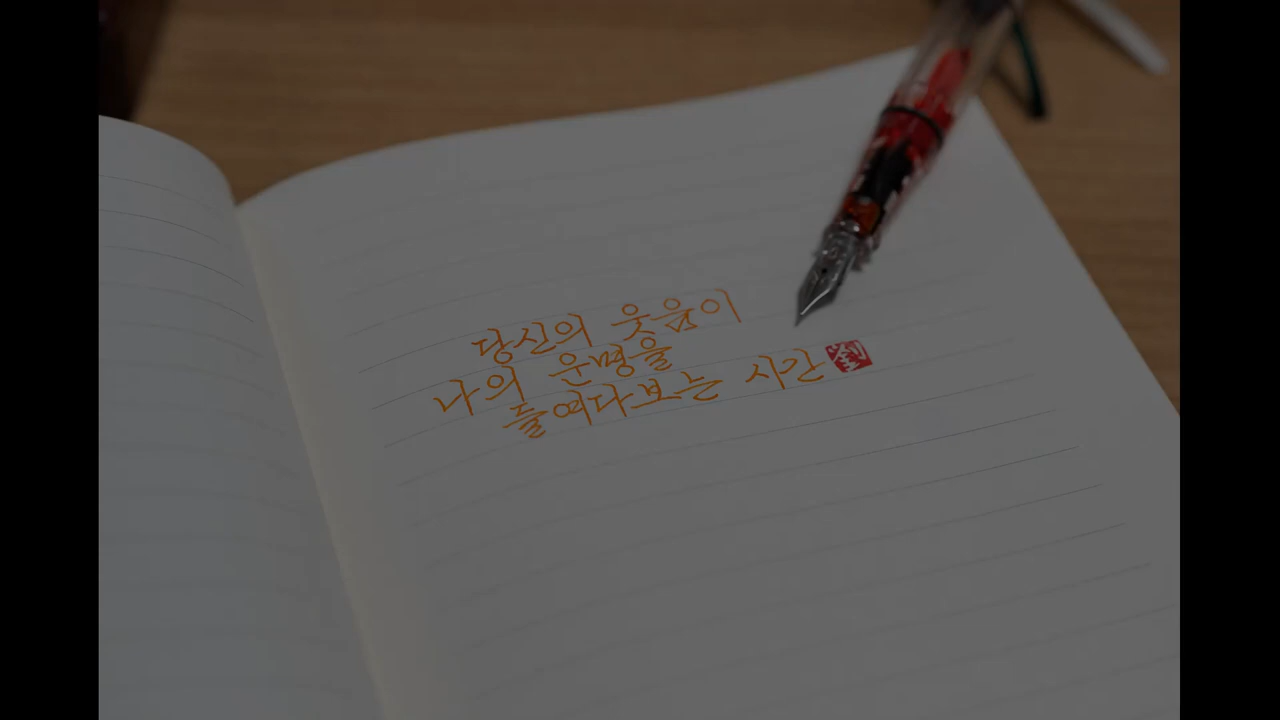 당신의 웃음이
나의 운명을
들여다보는 시간